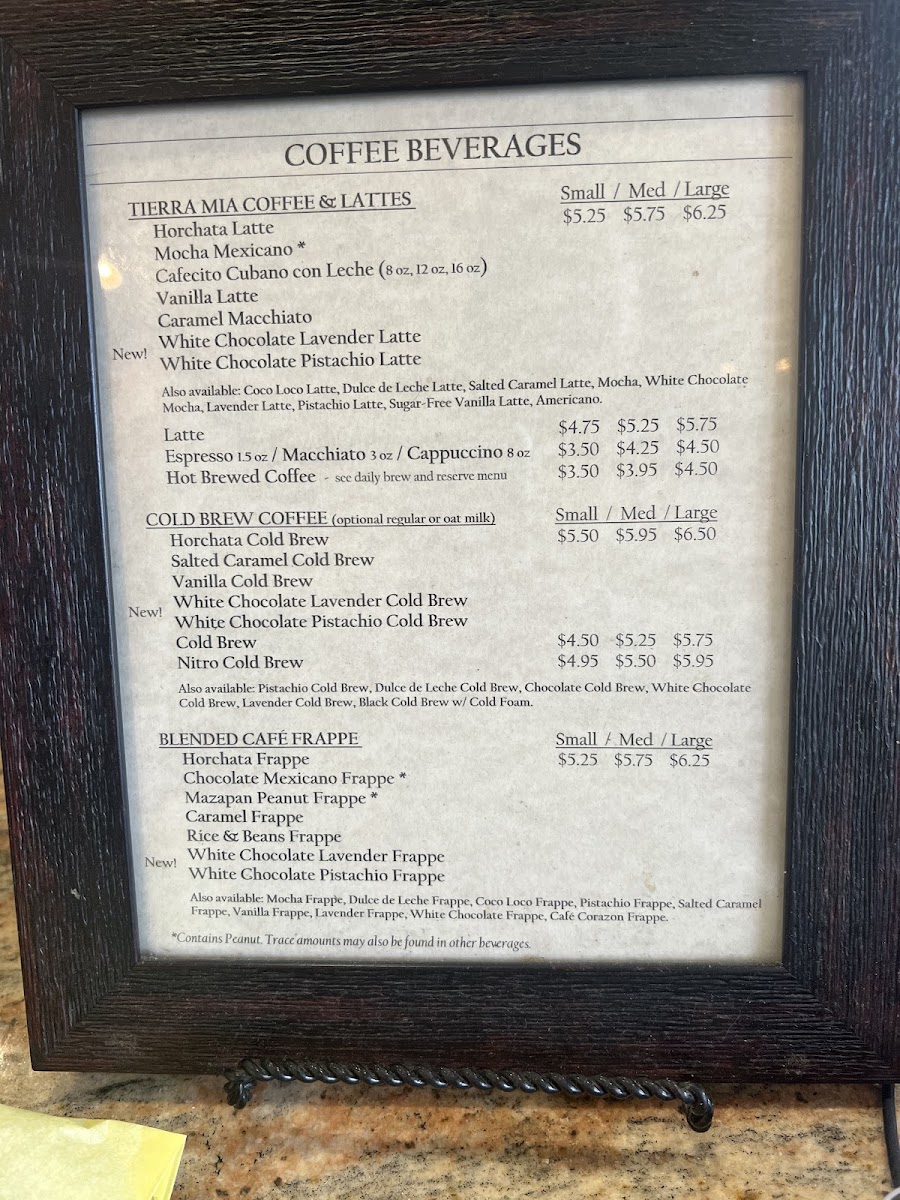 COFFEE BEVERAGES
TIERRA MIA COFFEE & LATTES Small / Med / Large
$5.25 $5.75 $6.25
Horchata Latte
Mocha Mexicano *
Cafecito Cubano con Leche (8 oz, 12 oz, 16 oz)
Vanilla Latte
Caramel Macchiato
New! White Chocolate Lavender Latte
White Chocolate Pistachio Latte
Also available: Coco Loco Latte, Dulce de Leche Latte, Salted Caramel Latte, Mocha, White Chocolate
Mocha, Lavender Latte, Pistachio Latte, Sugar-Free Vanilla Latte, Americano.
Latte $4.75 $5.25 $5.75
Espresso 1.5 oz / Macchiato 3 oz / Cappuccino 8 oz $3.50 $4.25 $4.50
Hot Brewed Coffee - see daily brew and reserve menu $3.50 $3.95 $4.50
COLD BREW COFFEE (optional regular or oat milk) Small / Med / Large
Horchata Cold Brew $5.50 $5.95 $6.50
Salted Caramel Cold Brew
Vanilla Cold Brew
New! White Chocolate Lavender Cold Brew
White Chocolate Pistachio Cold Brew
Cold Brew $4.50 $5.25 $5.75
Nitro Cold Brew $4.95 $5.50 $5.95
Also available: Pistachio Cold Brew, Dulce de Leche Cold Brew, Chocolate Cold Brew, White Chocolate
Cold Brew, Lavender Cold Brew, Black Cold Brew w/ Cold Foam.
BLENDED CAFÉ FRAPPE Small / Med / Large
Horchata Frappe $5.25 $5.75 $6.25
Chocolate Mexicano Frappe *
Mazapan Peanut Frappe *
Caramel Frappe
Rice & Beans Frappe
New! White Chocolate Lavender Frappe
White Chocolate Pistachio Frappe
Also available: Mocha Frappe, Dulce de Leche Frappe, Coco Loco Frappe, Pistachio Frappe, Salted Caramel
Frappe, Vanilla Frappe, Lavender Frappe, White Chocolate Frappe, Café Corazon Frappe.
*Contains Peanut. Trace amounts may also be found in other beverages.